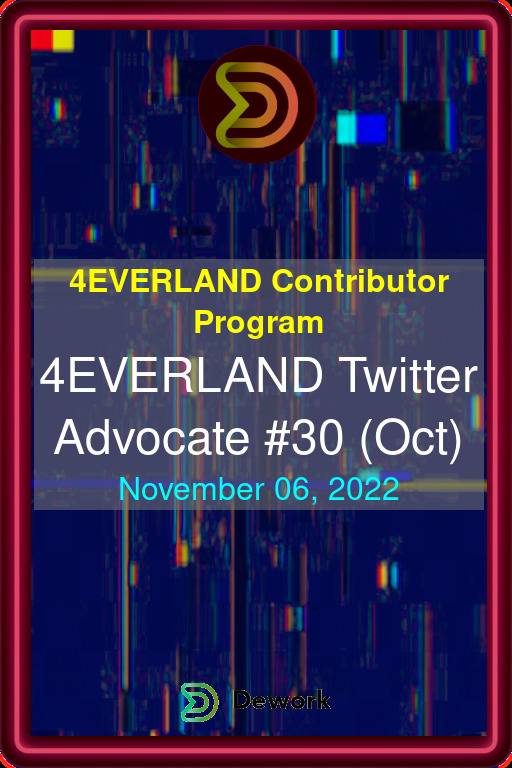 4EVERLAND Contributor
Program
4EVERLAND Twitter
Advocate #30 (Oct)
November 06, 2022
Dework